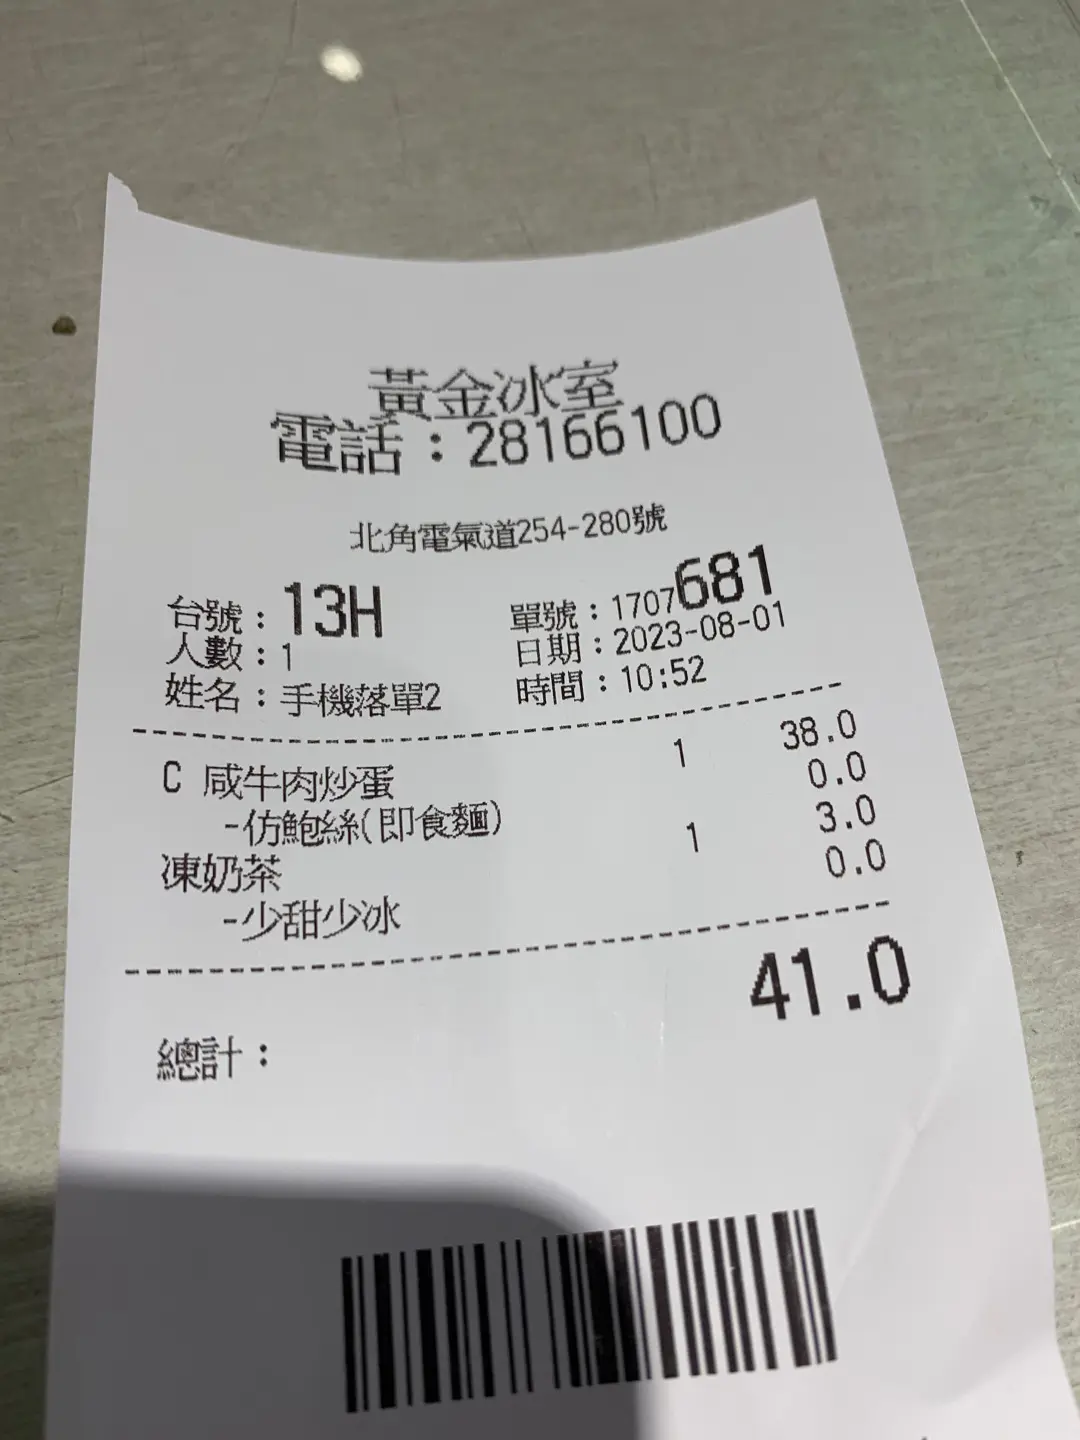 黃金冰室
電話：28166100
北角電氣道254-280號
台號：13H 單號：1707681
人數：1 日期：2023-08-01
姓名：手機落單2 時間：10:52
C 咸牛肉炒蛋 1 38.0
-仿鮑絲(即食麵) 0.0
凍奶茶 1 3.0
-少甜少冰 0.0
總計： 41.0